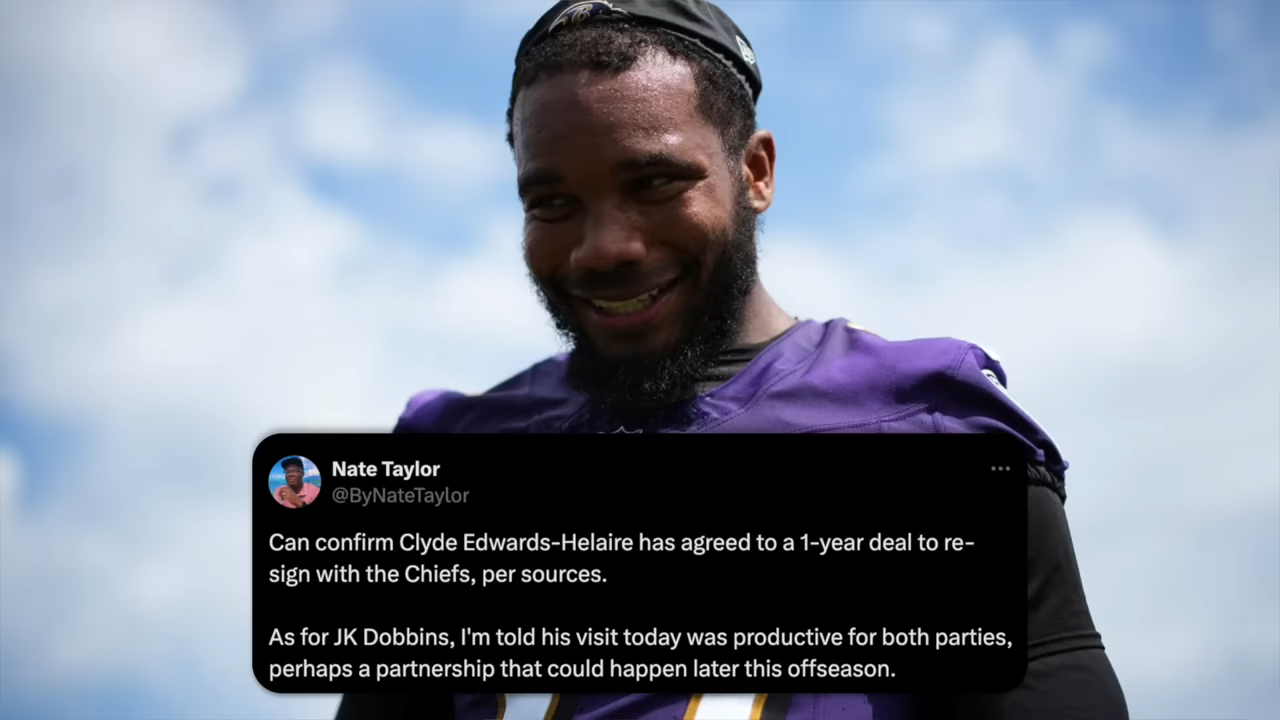 Nate Taylor
@ByNateTaylor
Can confirm Clyde Edwards-Helaire has agreed to a 1-year deal to re-
sign with the Chiefs, per sources.
As for JK Dobbins, I'm told his visit today was productive for both parties,
perhaps a partnership that could happen later this offseason.